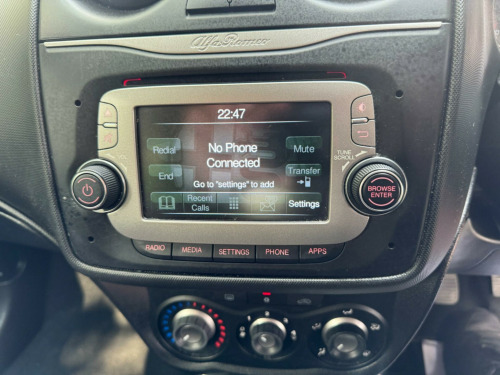 Alfa Romeo
22:47
Redial
No Phone
Connected
Mute
End
Transfer
Go to "settings" to add
Recent
Calls
Settings
TUNE
SCROLL
BROWSE
ENTER
RADIO
MEDIA
SETTINGS
PHONE
APPS